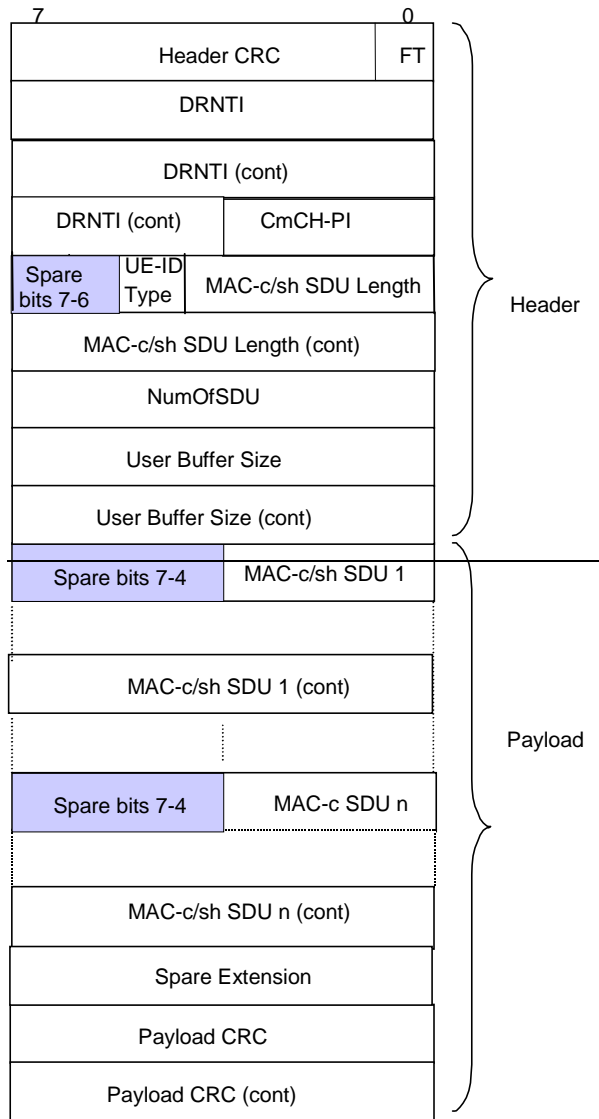 7 0
Header CRC FT
DRNTI
DRNTI (cont)
DRNTI (cont) CmCH-PI
Spare bits 7-6 UE-ID Type MAC-c/sh SDU Length
MAC-c/sh SDU Length (cont)
NumOfSDU
User Buffer Size
User Buffer Size (cont)
Header
Spare bits 7-4 MAC-c/sh SDU 1
MAC-c/sh SDU 1 (cont)
Spare bits 7-4 MAC-c SDU n
MAC-c/sh SDU n (cont)
Spare Extension
Payload CRC
Payload CRC (cont)
Payload